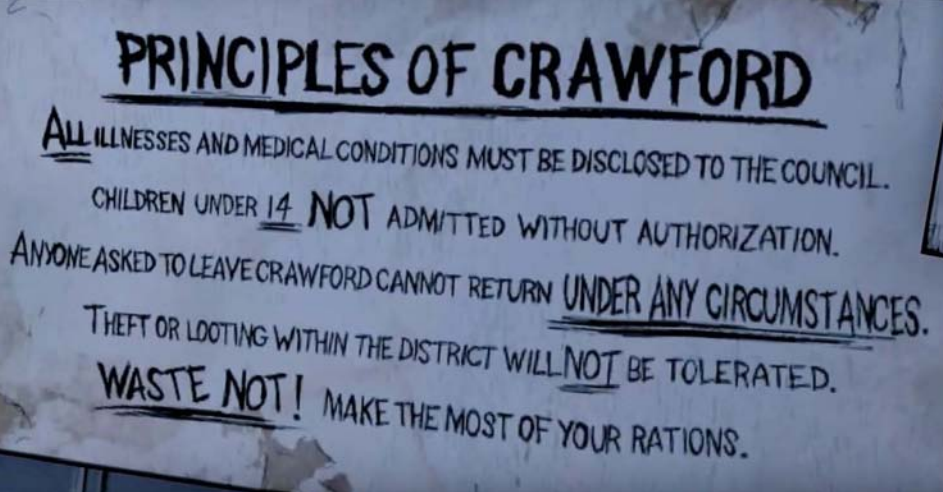 PRINCIPLES OF CRAWFORD
ALL ILLNESSES AND MEDICAL CONDITIONS MUST BE DISCLOSED TO THE COUNCIL.
CHILDREN UNDER 14 NOT ADMITTED WITHOUT AUTHORIZATION.
ANYONE ASKED TO LEAVE CRAWFORD CANNOT RETURN UNDER ANY CIRCUMSTANCES.
THEFT OR LOOTING WITHIN THE DISTRICT WILL NOT BE TOLERATED.
WASTE NOT! MAKE THE MOST OF YOUR RATIONS.